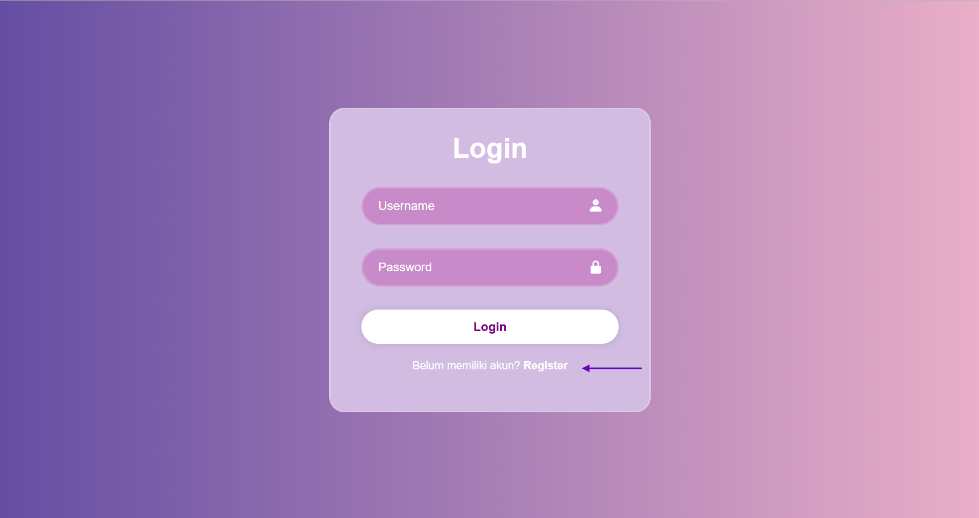 Login
Username
Password
Login
Belum memiliki akun? Register